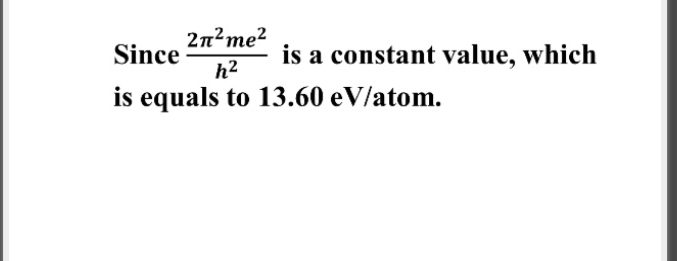 Since 2π²me²/h² is a constant value, which
is equals to 13.60 eV/atom.